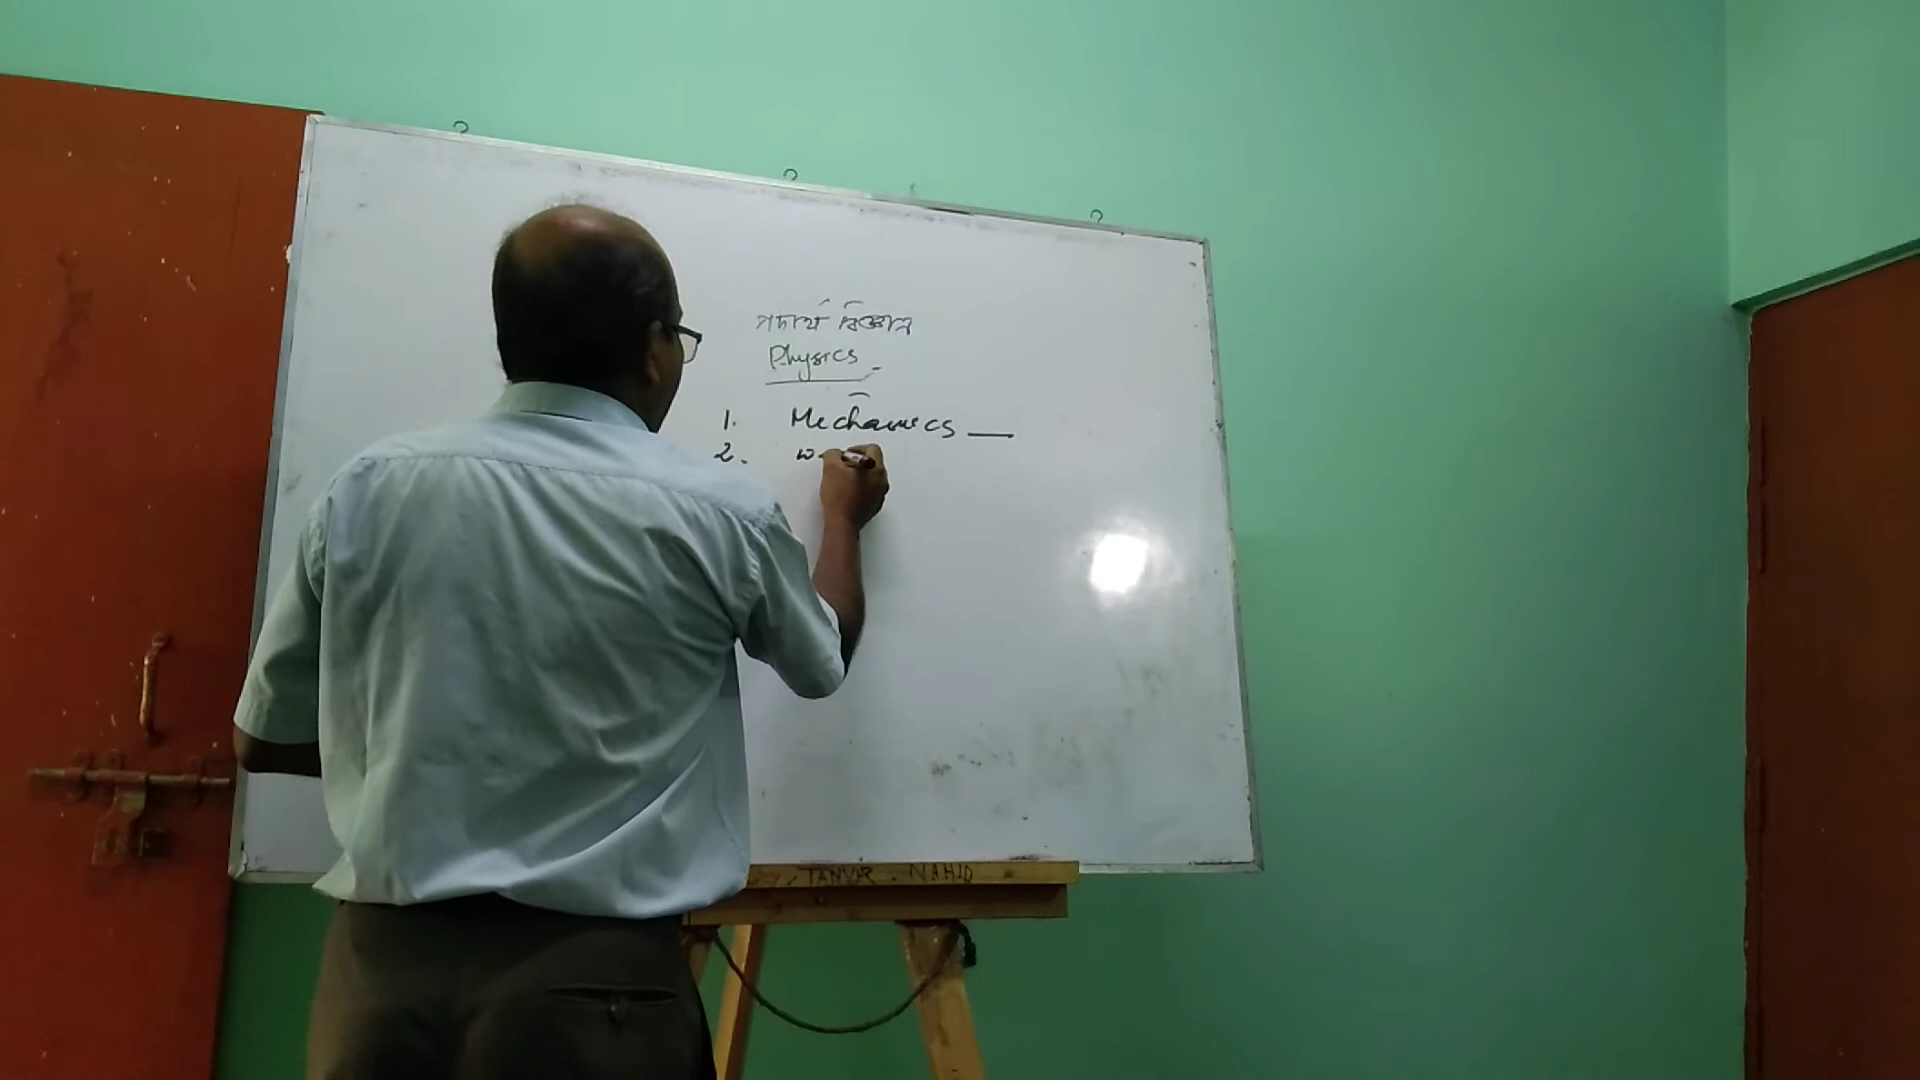 পদার্থ বিজ্ঞান
Physics
1. Mechanics —
2. w
TANVIR . NAHID